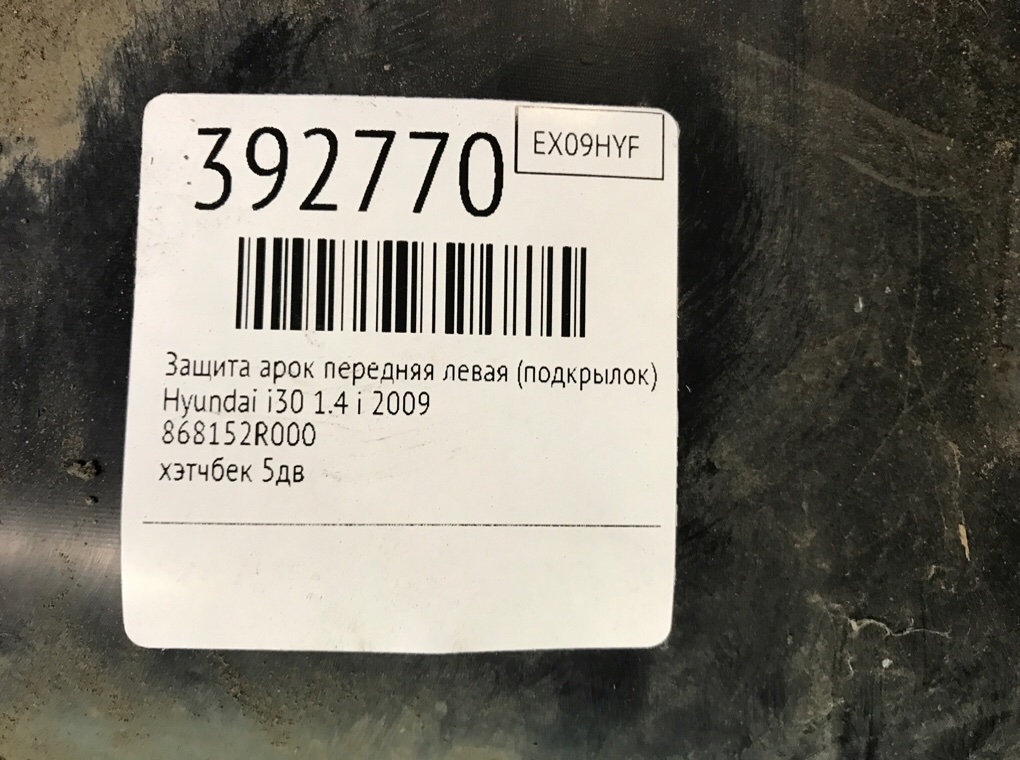 392770
EX09HYF
Защита арок передняя левая (подкрылок)
Hyundai i30 1.4 i 2009
868152R000
хэтчбек 5дв